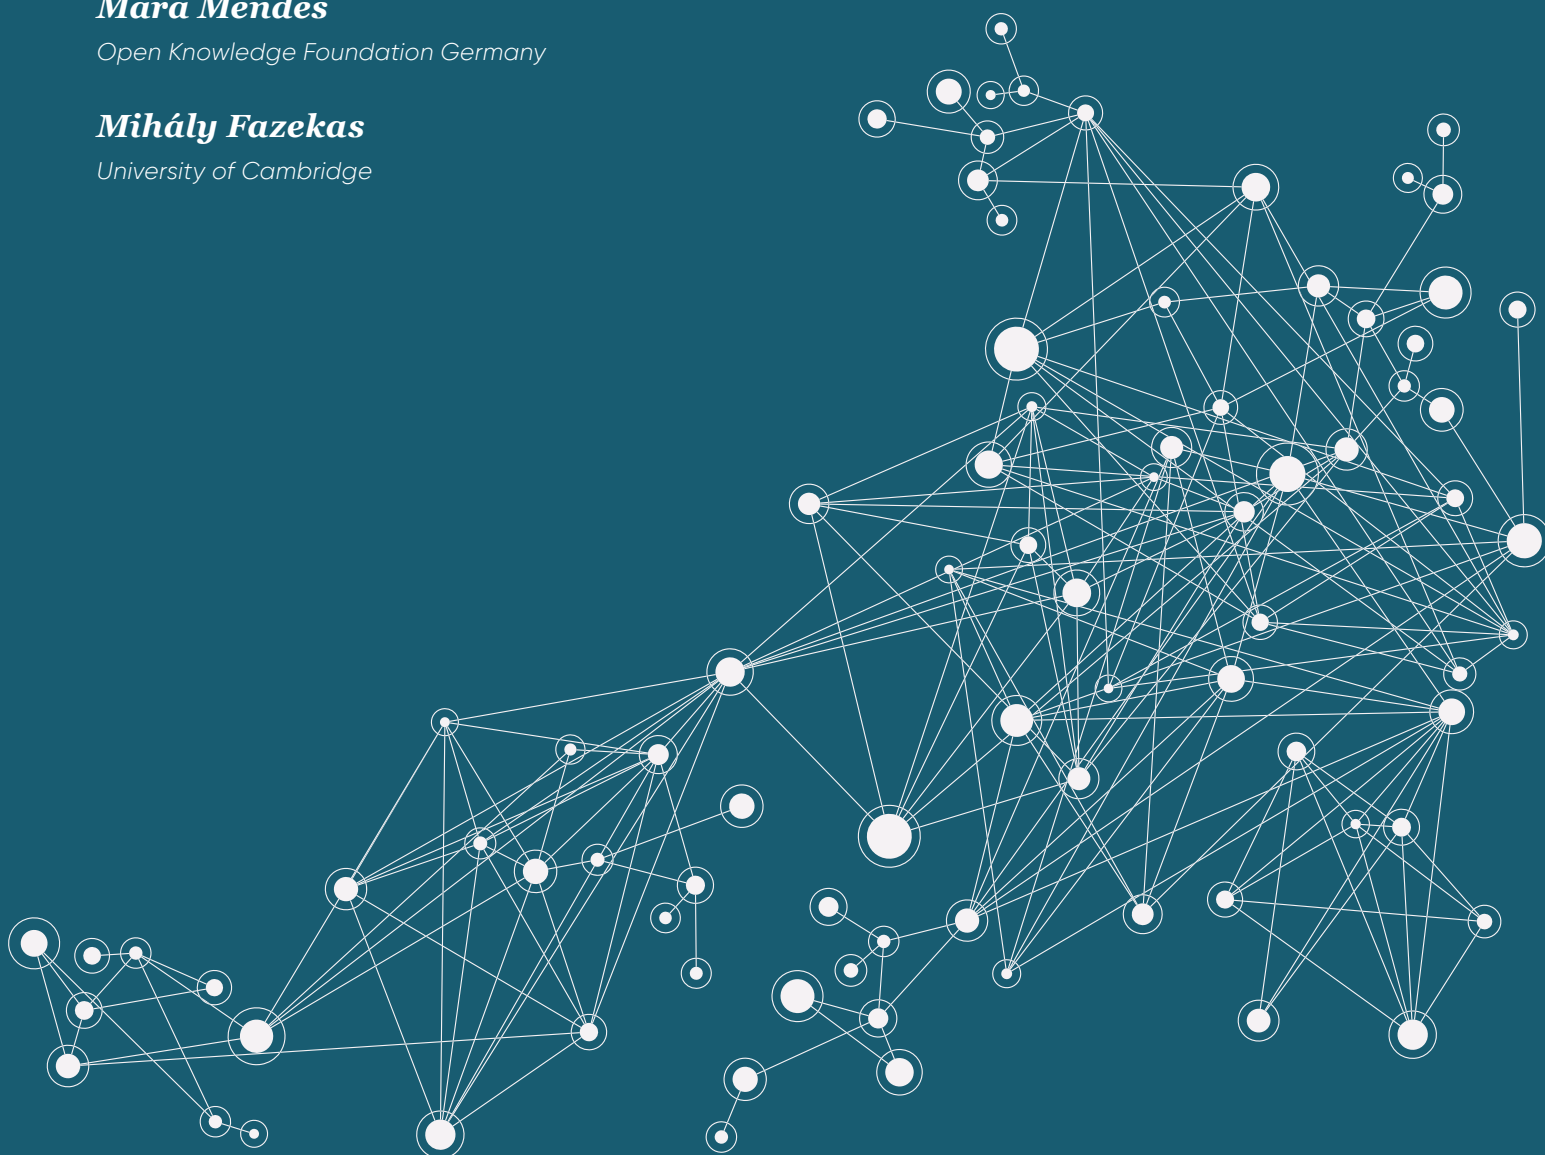 Mara Mendes
Open Knowledge Foundation Germany
Mihály Fazekas
University of Cambridge